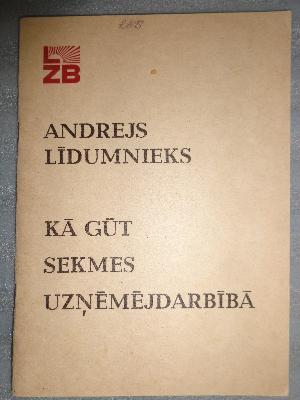 LZB
ANDREJS
LĪDUMNIEKS
KĀ GŪT
SEKMES
UZŅĒMĒJDARBĪBĀ